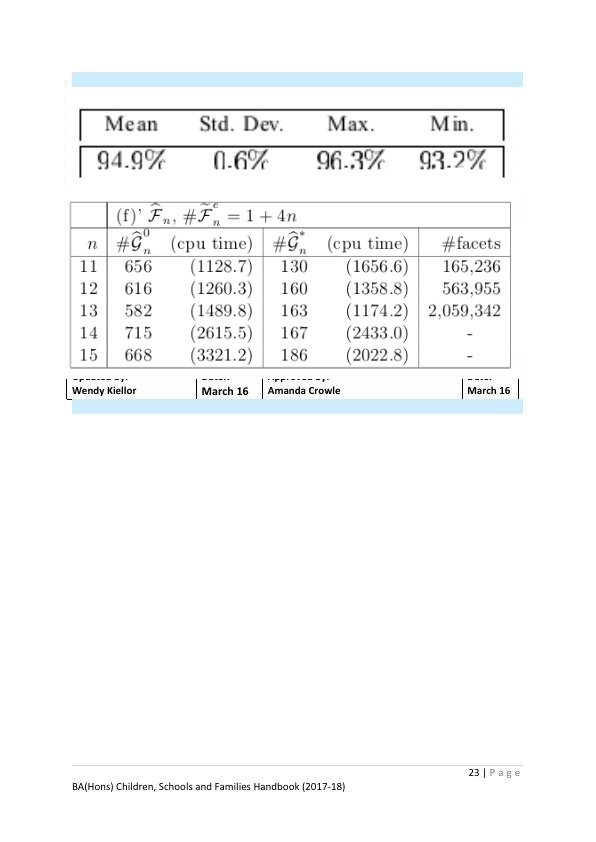 Mean Std. Dev. Max. Min.
94.9% 0.6% 96.3% 93.2%
(f)' $\widehat{\mathcal{F}}_n$, #$\widetilde{\mathcal{F}}_n^e$ = 1 + 4n
n #$\widehat{\mathcal{G}}_n^0$ (cpu time) #$\widehat{\mathcal{G}}_n^*$ (cpu time) #facets
11 656 (1128.7) 130 (1656.6) 165,236
12 616 (1260.3) 160 (1358.8) 563,955
13 582 (1489.8) 163 (1174.2) 2,059,342
14 715 (2615.5) 167 (2433.0) -
15 668 (3321.2) 186 (2022.8) -
Wendy Kiellor March 16 Amanda Crowle March 16
23 | Page
BA(Hons) Children, Schools and Families Handbook (2017-18)